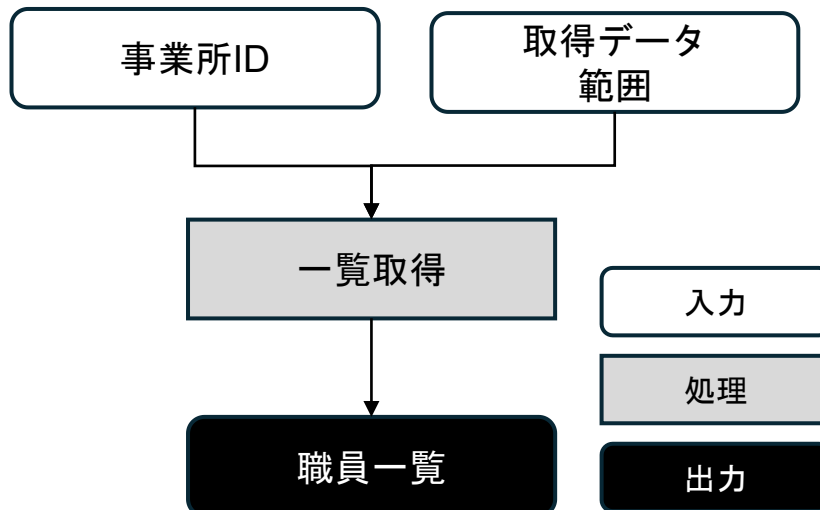 事業所ID
取得データ
範囲
一覧取得
入力
処理
職員一覧
出力